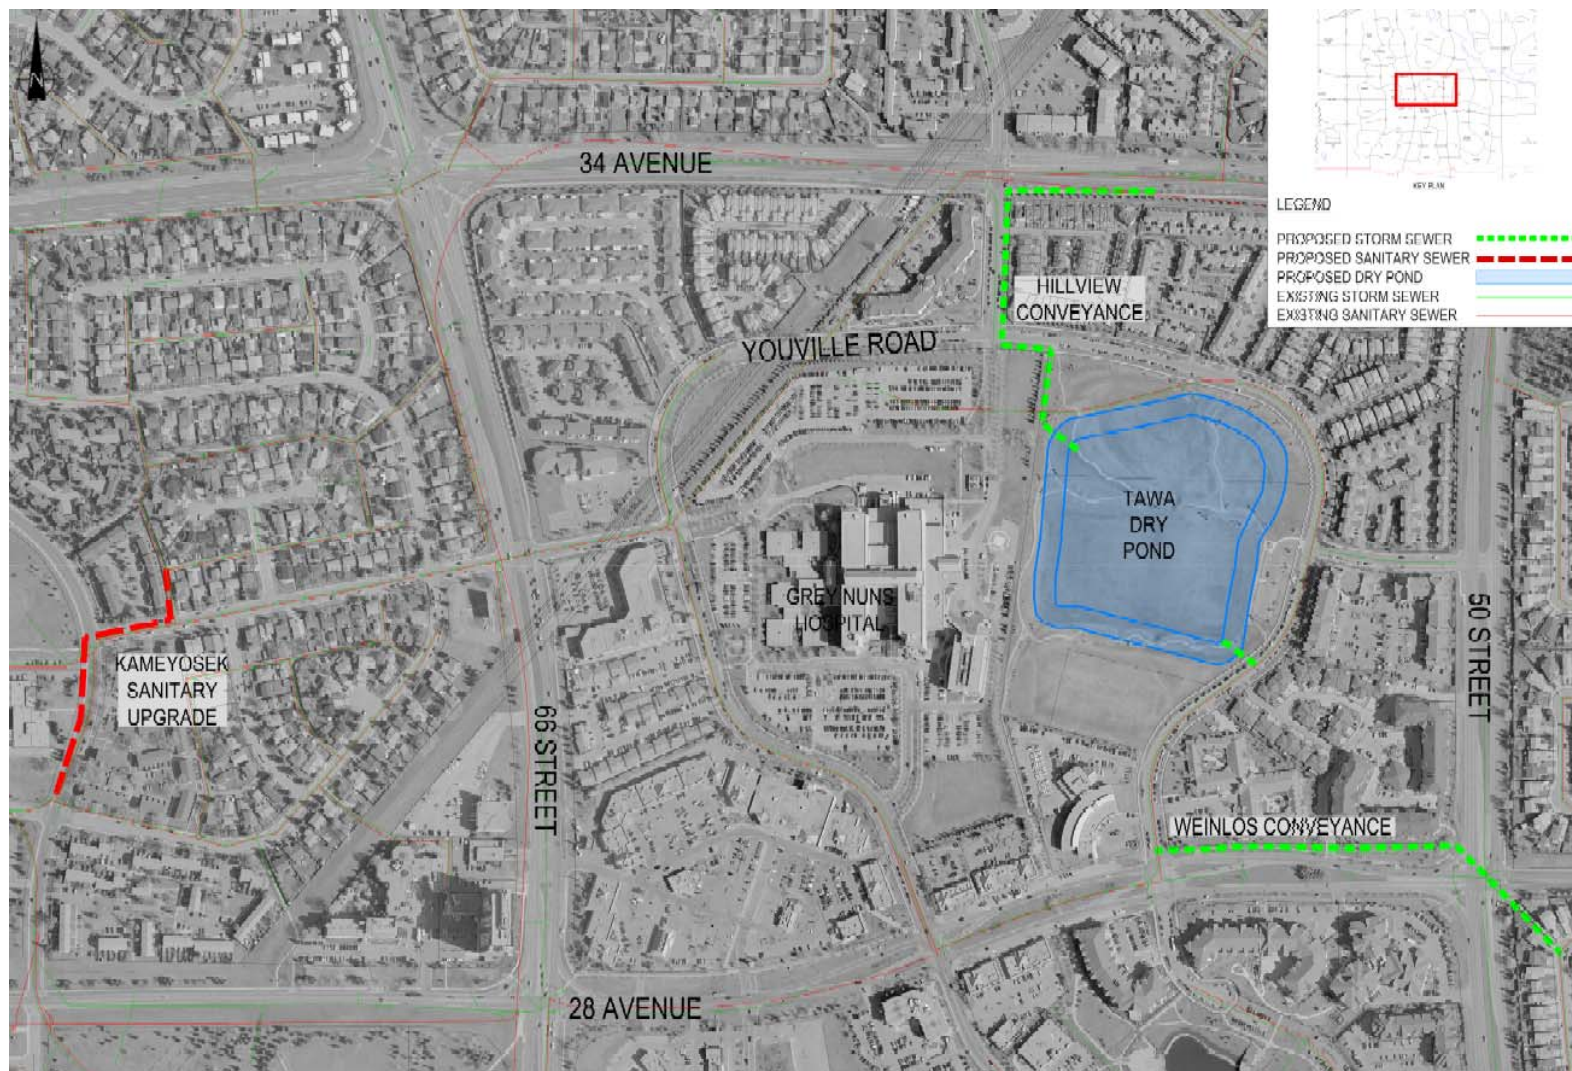 N
34 AVENUE
KEY PLAN
LEGEND
PROPOSED STORM SEWER
PROPOSED SANITARY SEWER
PROPOSED DRY POND
EXISTING STORM SEWER
EXISTING SANITARY SEWER
HILLVIEW
CONVEYANCE
YOUVILLE ROAD
TAWA
DRY
POND
GREY NUNS
HOSPITAL
50 STREET
KAMEYOSEK
SANITARY
UPGRADE
66 STREET
WEINLOS CONVEYANCE
28 AVENUE